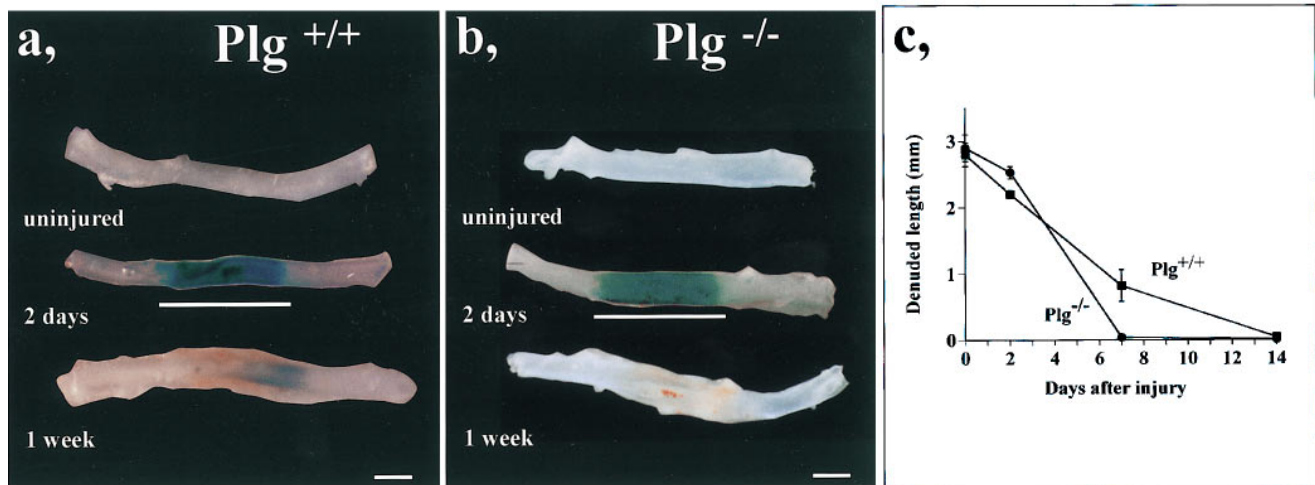 a, Plg +/+
uninjured
2 days
1 week
b, Plg -/-
uninjured
2 days
1 week
c,
Denuded length (mm)
3
2
1
0
Plg+/+
Plg-/-
0 2 4 6 8 10 12 14
Days after injury